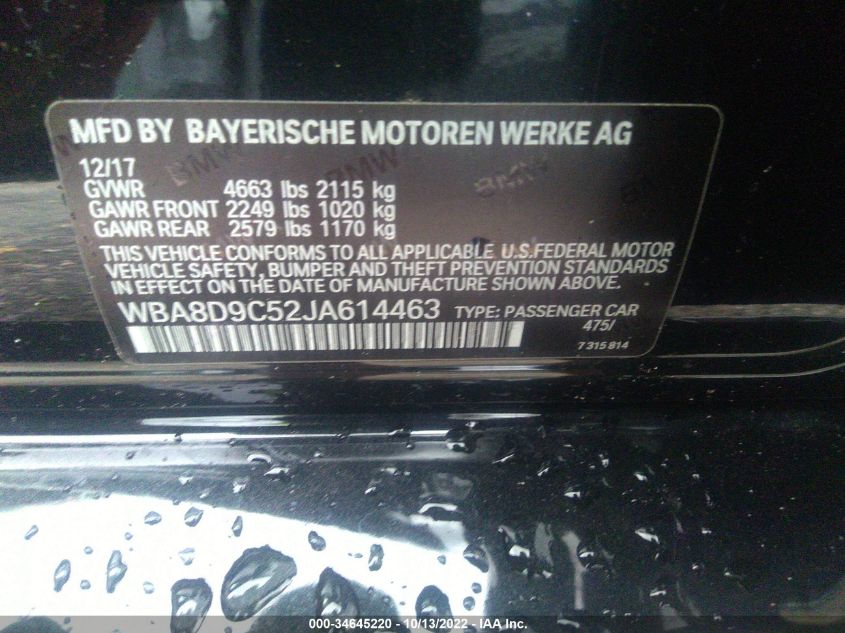 MFD BY BAYERISCHE MOTOREN WERKE AG
12/17
GVWR 4663 lbs 2115 kg
GAWR FRONT 2249 lbs 1020 kg
GAWR REAR 2579 lbs 1170 kg
THIS VEHICLE CONFORMS TO ALL APPLICABLE U.S.FEDERAL MOTOR
VEHICLE SAFETY, BUMPER AND THEFT PREVENTION STANDARDS
IN EFFECT ON THE DATE OF MANUFACTURE SHOWN ABOVE.
WBA8D9C52JA614463 TYPE: PASSENGER CAR
475/
7 315 814
BMW
BMW
BMW
000-34645220 - 10/13/2022 - IAA Inc.